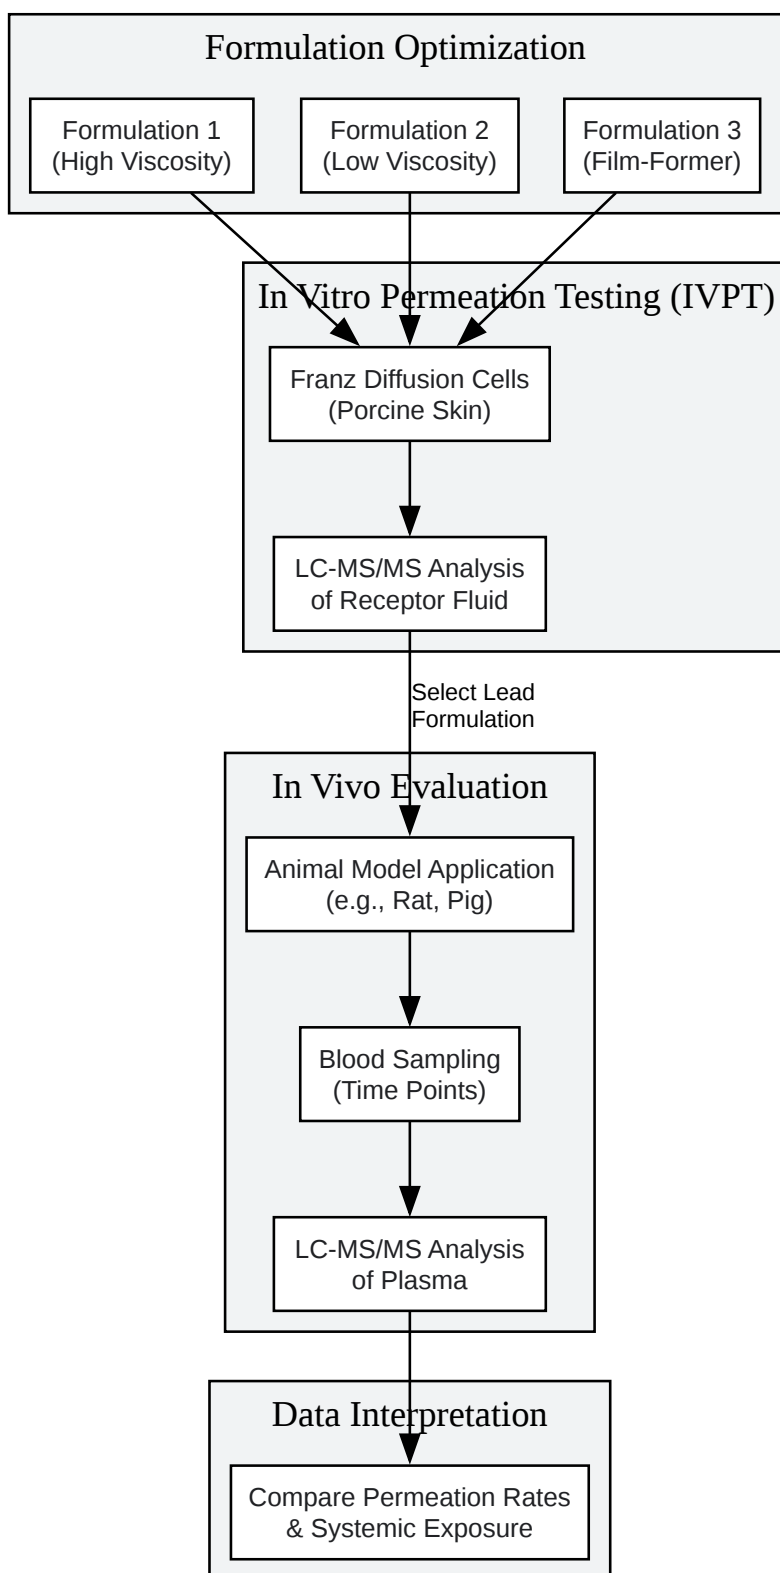 Formulation Optimization
Formulation 1
(High Viscosity)
Formulation 2
(Low Viscosity)
Formulation 3
(Film-Former)
In Vitro Permeation Testing (IVPT)
Franz Diffusion Cells
(Porcine Skin)
LC-MS/MS Analysis
of Receptor Fluid
Select Lead
Formulation
In Vivo Evaluation
Animal Model Application
(e.g., Rat, Pig)
Blood Sampling
(Time Points)
LC-MS/MS Analysis
of Plasma
Data Interpretation
Compare Permeation Rates
& Systemic Exposure